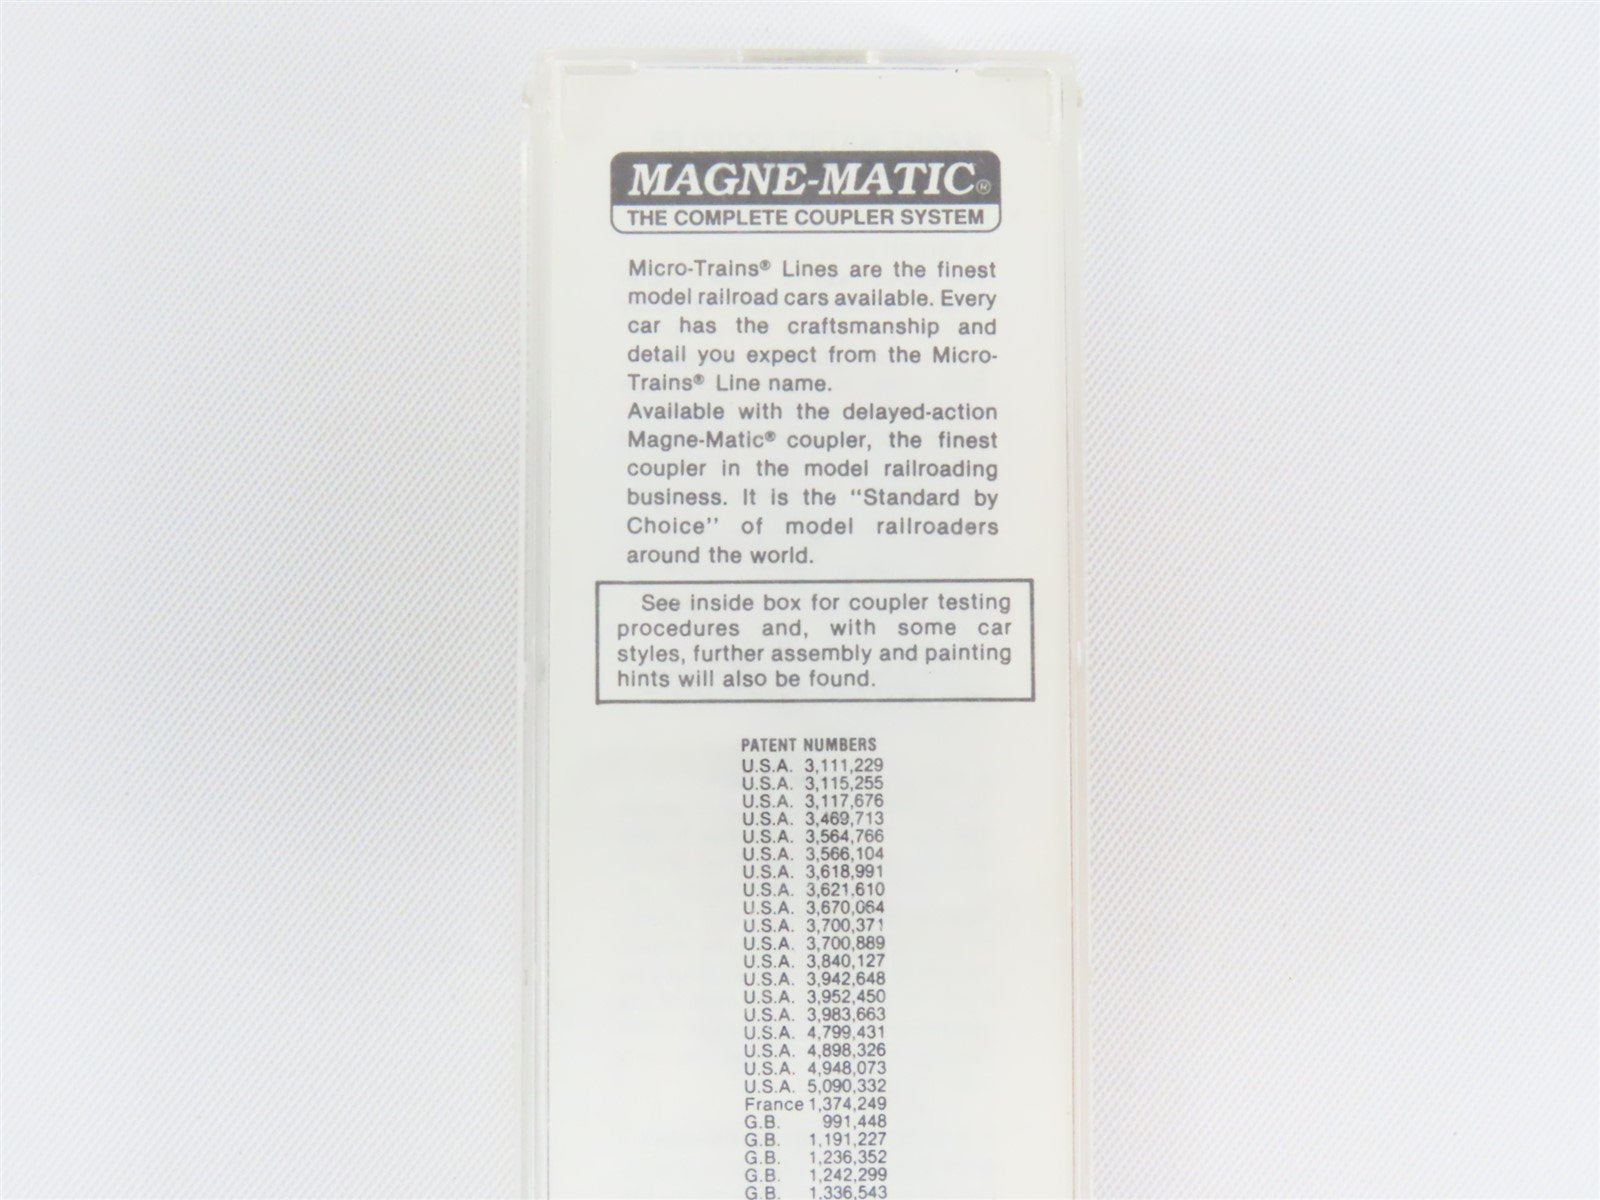 MAGNE-MATIC®
THE COMPLETE COUPLER SYSTEM
Micro-Trains® Lines are the finest
model railroad cars available. Every
car has the craftsmanship and
detail you expect from the Micro-
Trains® Line name.
Available with the delayed-action
Magne-Matic® coupler, the finest
coupler in the model railroading
business. It is the "Standard by
Choice" of model railroaders
around the world.
See inside box for coupler testing
procedures and, with some car
styles, further assembly and painting
hints will also be found.
PATENT NUMBERS
U.S.A. 3,111,229
U.S.A. 3,115,255
U.S.A. 3,117,676
U.S.A. 3,469,713
U.S.A. 3,564,766
U.S.A. 3,566,104
U.S.A. 3,618,991
U.S.A. 3,621.610
U.S.A. 3,670,064
U.S.A. 3,700,371
U.S.A. 3,700,889
U.S.A. 3,840,127
U.S.A. 3,942,648
U.S.A. 3,952,450
U.S.A. 3,983,663
U.S.A. 4,799,431
U.S.A. 4,898,326
U.S.A. 4,948,073
U.S.A. 5,090,332
France 1,374,249
G.B. 991,448
G.B. 1,191,227
G.B. 1,236,352
G.B. 1,242,299
G.B. 1,336,543